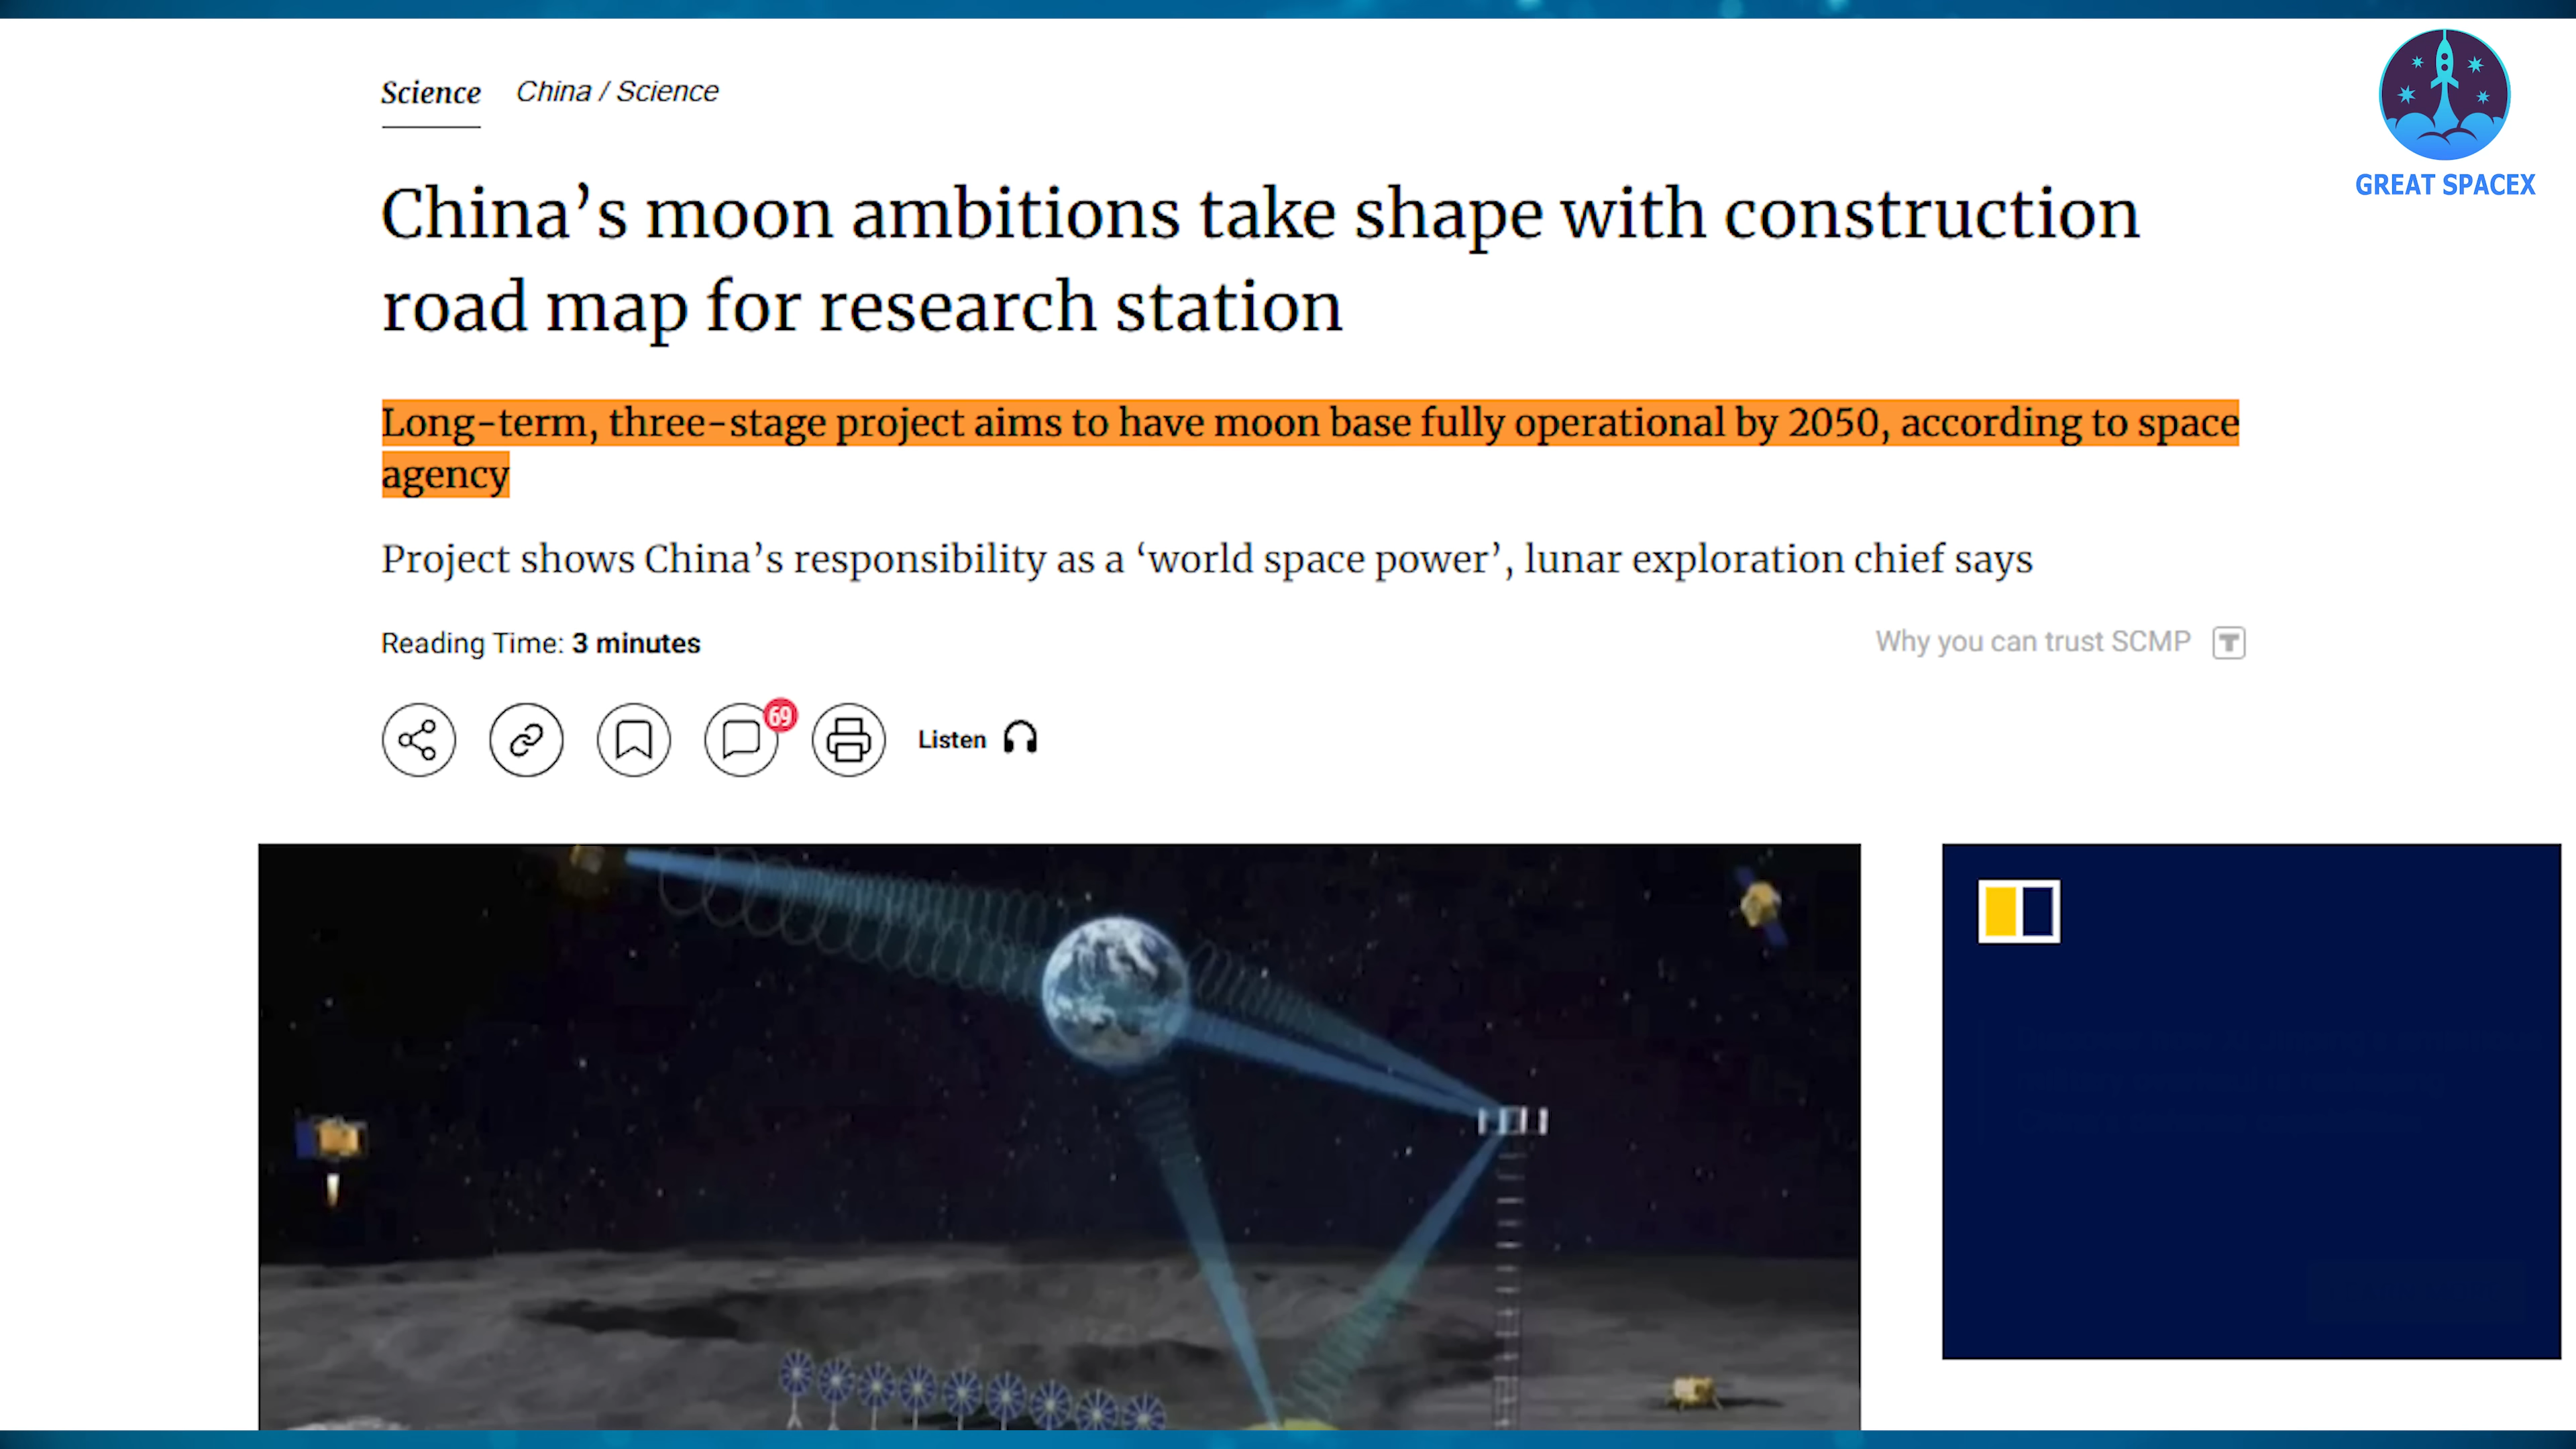 Science China / Science
GREAT SPACEX
China’s moon ambitions take shape with construction
road map for research station
Long-term, three-stage project aims to have moon base fully operational by 2050, according to space
agency
Project shows China’s responsibility as a ‘world space power’, lunar exploration chief says
Reading Time: 3 minutes
Why you can trust SCMP T
69
Listen